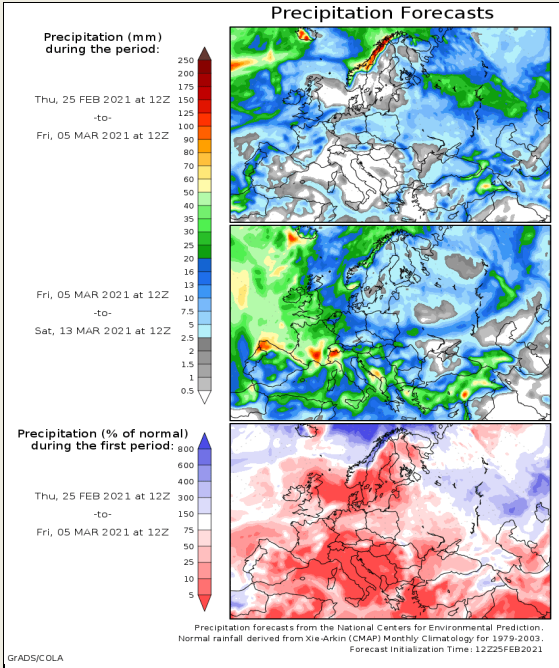 Precipitation Forecasts
Precipitation (mm)
during the period:
Thu, 25 FEB 2021 at 12Z
-to-
Fri, 05 MAR 2021 at 12Z
250
200
175
150
125
100
90
80
70
60
50
40
35
30
25
20
16
13
10
7.5
5
2.5
2
1.5
1
0.5
Fri, 05 MAR 2021 at 12Z
-to-
Sat, 13 MAR 2021 at 12Z
Precipitation (% of normal)
during the first period:
800
600
400
300
150
75
50
25
10
5
Thu, 25 FEB 2021 at 12Z
-to-
Fri, 05 MAR 2021 at 12Z
Precipitation forecasts from the National Centers for Environmental Prediction.
Normal rainfall derived from Xie-Arkin (CMAP) Monthly Climatology for 1979-2003.
Forecast Initialization Time: 12Z25FEB2021
GrADS/COLA